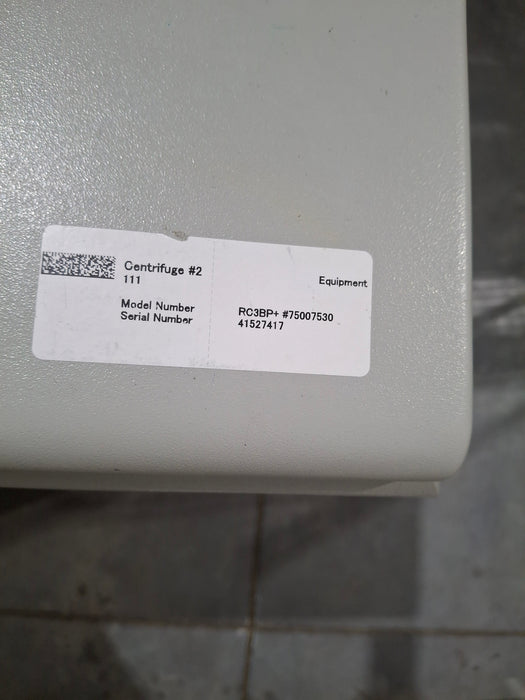 Centrifuge #2
111
Equipment
Model Number RC3BP+ #75007530
Serial Number 41527417